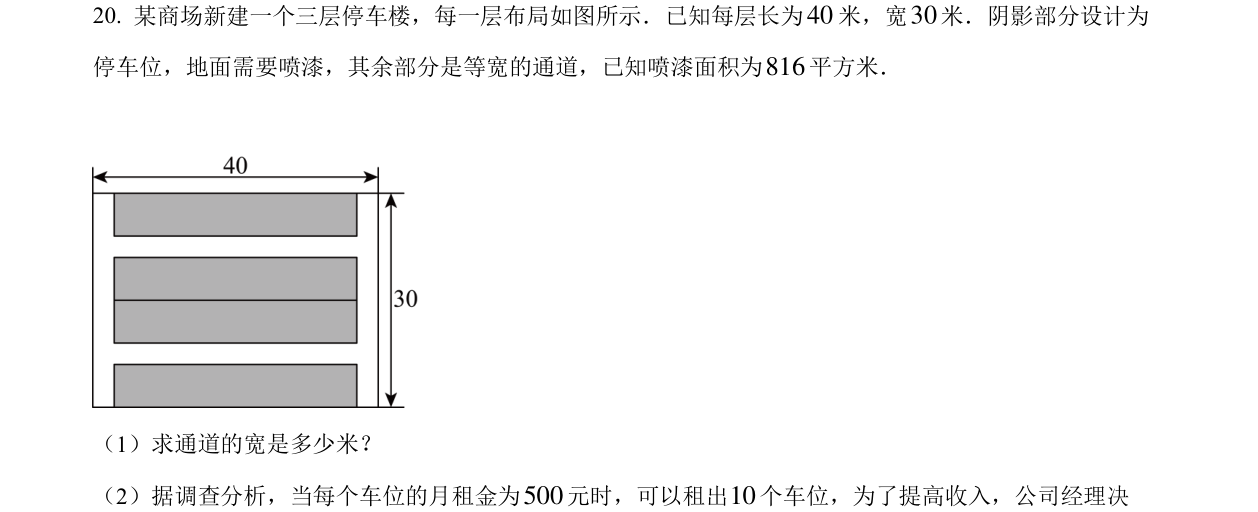 20. 某商场新建一个三层停车楼，每一层布局如图所示．已知每层长为40米，宽30米．阴影部分设计为
停车位，地面需要喷漆，其余部分是等宽的通道，已知喷漆面积为816平方米．
40
30
（1）求通道的宽是多少米？
（2）据调查分析，当每个车位的月租金为500元时，可以租出10个车位，为了提高收入，公司经理决